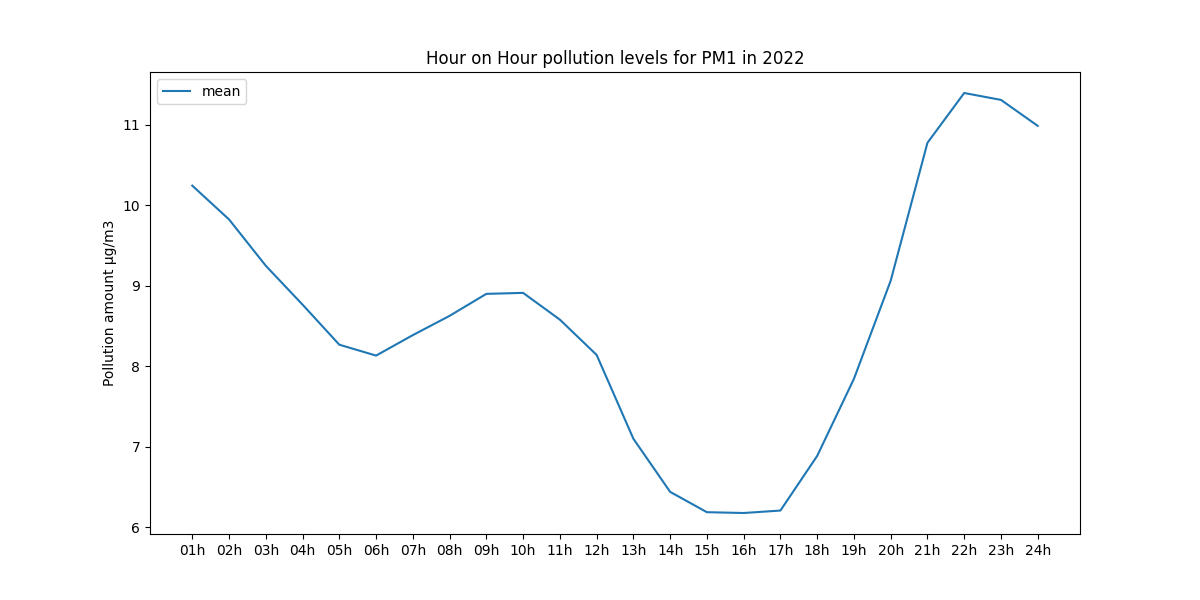 Hour on Hour pollution levels for PM1 in 2022
mean
Pollution amount µg/m3
11
10
9
8
7
6
01h 02h 03h 04h 05h 06h 07h 08h 09h 10h 11h 12h 13h 14h 15h 16h 17h 18h 19h 20h 21h 22h 23h 24h